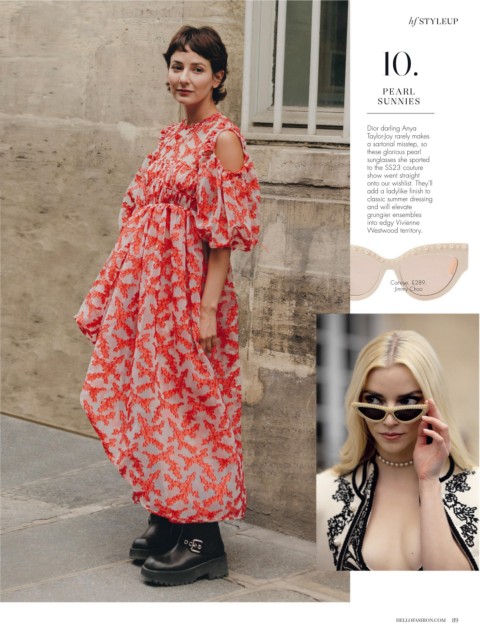 hf STYLEUP
10.
PEARL
SUNNIES
Dior darling Anya
Taylor-Joy rarely makes
a sartorial misstep, so
these glorious pearl
sunglasses she sported
to the SS23 couture
show went straight
onto our wishlist. They'll
add a ladylike finish to
classic summer dressing
and will elevate
grungier ensembles
into edgy Vivienne
Westwood territory.
Cateye, £289,
Jimmy Choo
HELLOFASHION.COM 119